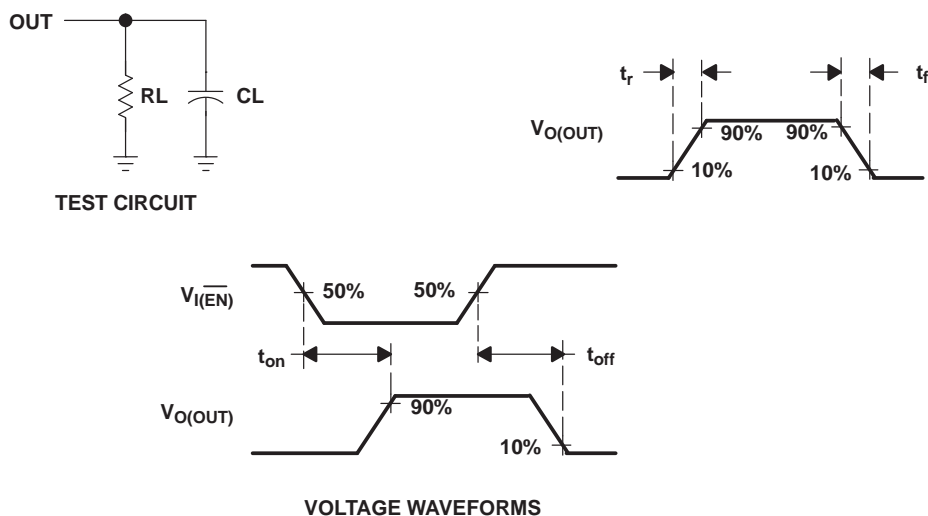 OUT
RL
CL
TEST CIRCUIT
tr
tf
VO(OUT)
90%
90%
10%
10%
VI(E̅N̅)
50%
50%
ton
toff
VO(OUT)
90%
10%
VOLTAGE WAVEFORMS